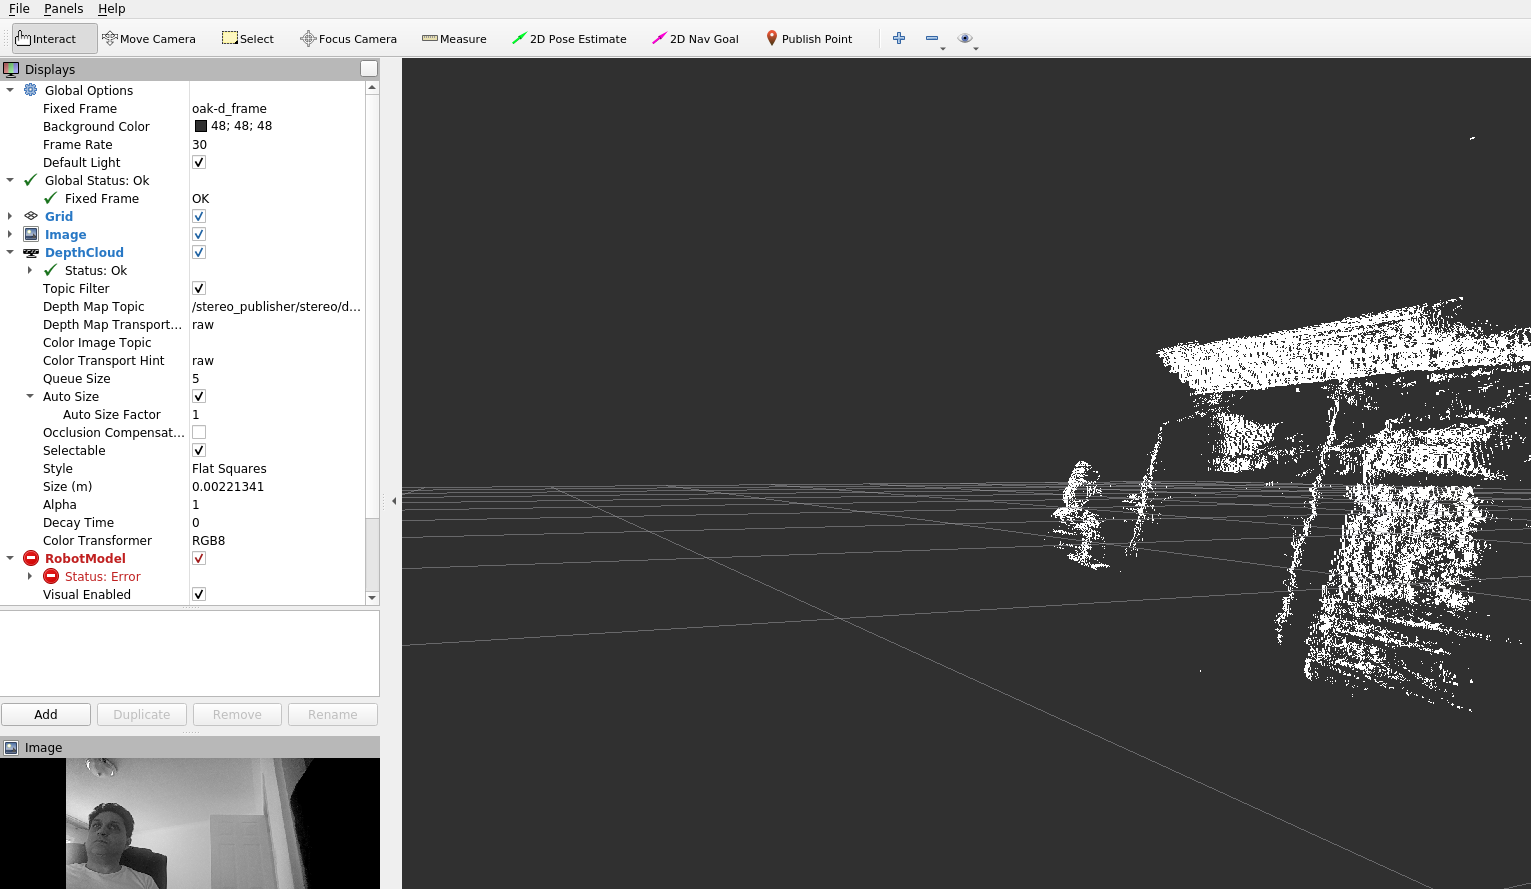 File Panels Help
Interact Move Camera Select Focus Camera Measure 2D Pose Estimate 2D Nav Goal Publish Point
Displays
Global Options
Fixed Frame oak-d_frame
Background Color 48; 48; 48
Frame Rate 30
Default Light
Global Status: Ok
Fixed Frame OK
Grid
Image
DepthCloud
Status: Ok
Topic Filter
Depth Map Topic /stereo_publisher/stereo/d...
Depth Map Transport... raw
Color Image Topic
Color Transport Hint raw
Queue Size 5
Auto Size
Auto Size Factor 1
Occlusion Compensat...
Selectable
Style Flat Squares
Size (m) 0.00221341
Alpha 1
Decay Time 0
Color Transformer RGB8
RobotModel
Status: Error
Visual Enabled
Add Duplicate Remove Rename
Image